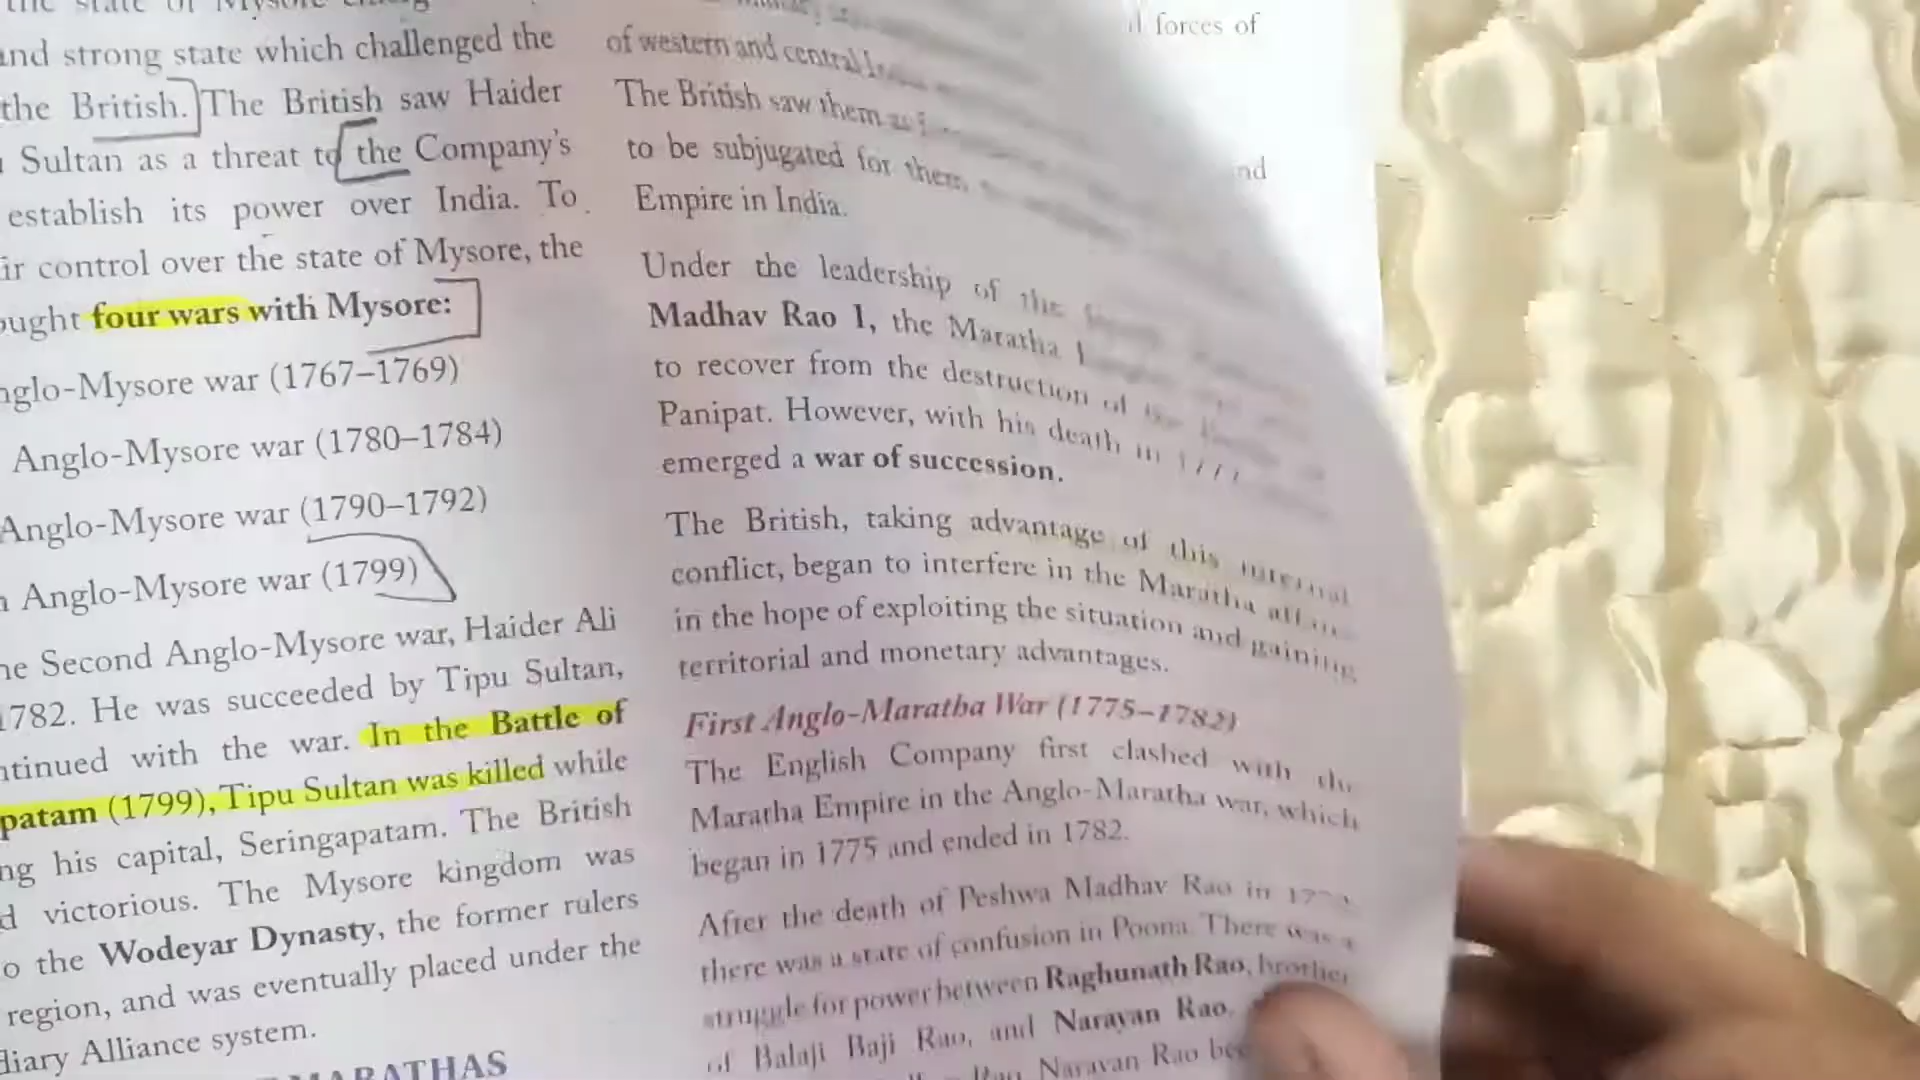 the state of Mysore
and strong state which challenged the
the British. The British saw Haider
Sultan as a threat to the Company's
establish its power over India. To
ir control over the state of Mysore, the
ought four wars with Mysore:
nglo-Mysore war (1767–1769)
Anglo-Mysore war (1780–1784)
Anglo-Mysore war (1790–1792)
Anglo-Mysore war (1799)
he Second Anglo-Mysore war, Haider Ali
1782. He was succeeded by Tipu Sultan,
ntinued with the war. In the Battle of
patam (1799), Tipu Sultan was killed while
ng his capital, Seringapatam. The British
d victorious. The Mysore kingdom was
o the Wodeyar Dynasty, the former rulers
region, and was eventually placed under the
diary Alliance system.
MARATHAS
of western and central
The British saw them as
to be subjugated for them
Empire in India.
Under the leadership of the
Madhav Rao I, the Maratha
to recover from the destruction of the
Panipat. However, with his death in
emerged a war of succession.
The British, taking advantage of this internal
conflict, began to interfere in the Maratha
in the hope of exploiting the situation and gaining
territorial and monetary advantages.
First Anglo-Maratha War (1775–1782)
The English Company first clashed with the
Maratha Empire in the Anglo-Maratha war, which
began in 1775 and ended in 1782.
After the death of Peshwa Madhav Rao in
there was a state of confusion in Poona. There was a
struggle for power between Raghunath Rao, brother
of Balaji Baji Rao, and Narayan Rao,
Rao. Narayan Rao
forces of
nd